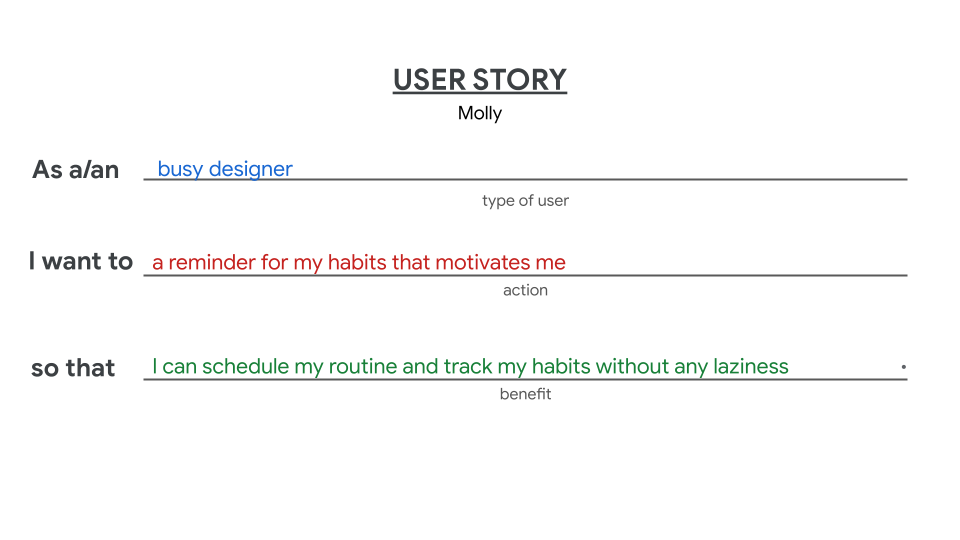 USER STORY
Molly
As a/an busy designer
type of user
I want to a reminder for my habits that motivates me
action
so that I can schedule my routine and track my habits without any laziness .
benefit